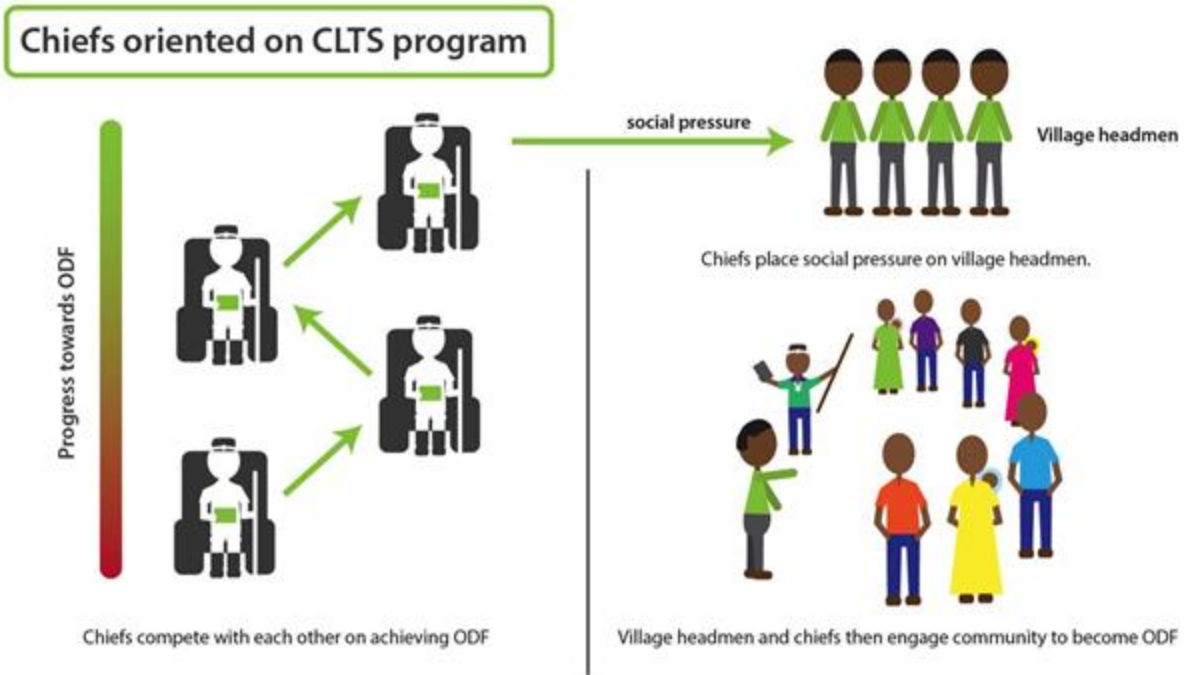 Chiefs oriented on CLTS program
social pressure
Village headmen
Progress towards ODF
Chiefs place social pressure on village headmen.
Chiefs compete with each other on achieving ODF
Village headmen and chiefs then engage community to become ODF